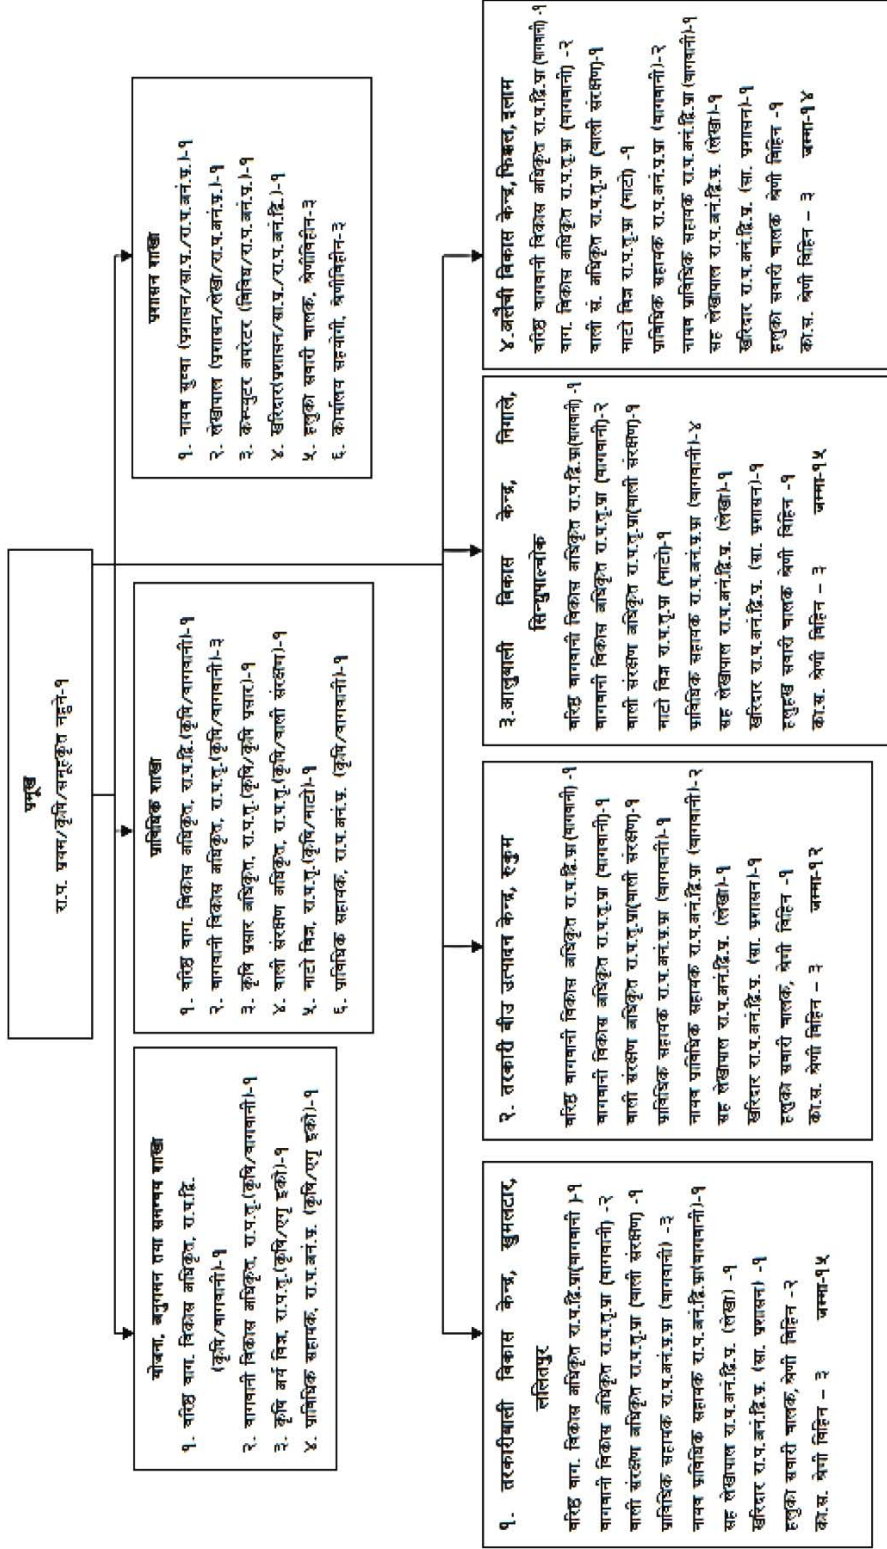 प्रमुख
रा.प. प्रथम/कृषि/समूहकृत नहुने-१
योजना, अनुगमन तथा समन्वय शाखा
१. वरिष्ठ वाग. विकास अधिकृत, रा.प.द्वि.
(कृषि/वागवानी)-१
२. वागवानी विकास अधिकृत, रा.प.तृ.(कृषि/वागवानी)-१
३. कृषि अर्थ विज्ञ, रा.प.तृ.(कृषि/एग्रु इको)-१
४. प्राविधिक सहायक, रा.प.अनं.प्र. (कृषि/एगृ इको)-१
प्राविधिक शाखा
१. वरिष्ठ वाग. विकास अधिकृत, रा.प.द्वि.(कृषि/वागवानी)-१
२. वागवानी विकास अधिकृत, रा.प.तृ.(कृषि/वागवानी)-३
३. कृषि प्रसार अधिकृत, रा.प.तृ.(कृषि/कृषि प्रसार)-१
४. वाली संरक्षण अधिकृत, रा.प.तृ.(कृषि/वाली संरक्षण)-१
५. माटो विज्ञ, रा.प.तृ.(कृषि/माटो)-१
६. प्राविधिक सहायक, रा.प.अनं.प्र. (कृषि/वागवानी)-१
प्रशासन शाखा
१. नायव सुव्वा (प्रशासन/सा.प्र./रा.प.अनं.प्र.)-१
२. लेखापाल (प्रशासन/लेखा/रा.प.अनं.प्र.)-१
३. कम्प्युटर अपरेटर (विविध/रा.प.अनं.प्र.)-१
४. खरिदार(प्रशासन/सा.प्र./रा.प.अनं.द्वि.)-१
५. हलुकी सवारी चालक, श्रेणीविहीन-३
६. कार्यालय सहयोगी, श्रेणीविहीन-३
१. तरकारीवाली विकास केन्द्र, खुमलटार,
ललितपुर
वरिष्ठ वाग. विकास अधिकृत रा.प.द्वि.प्रा(वागवानी )-१
वागवानी विकास अधिकृत रा.प.तृ.प्रा (वागवानी) -२
वाली संरक्षण अधिकृत रा.प.तृ.प्रा (वाली संरक्षण) -१
प्राविधिक सहायक रा.प.अनं.प्र.प्रा (वागवानी) -३
नायव प्राविधिक सहायक रा.प.अनं.द्वि.प्रा(वागवानी)-१
सह लेखापाल रा.प.अनं.द्वि.प्र. (लेखा) -१
खरिदार रा.प.अनं.द्वि.प्र. (सा. प्रशासन) -१
हलुकी सवारी चालक, श्रेणी विहिन -२
का.स. श्रेणी विहिन – ३ जम्मा-१५
२. तरकारी बीउ उत्पादन केन्द्र, रुकुम
वरिष्ठ वागवानी विकास अधिकृत रा.प.द्वि.प्रा(वागवानी) -१
वागवानी विकास अधिकृत रा.प.तृ.प्रा (वागवानी)-१
वाली संरक्षण अधिकृत रा.प.तृ.प्रा(वाली संरक्षण)-१
प्राविधिक सहायक रा.प.अनं.प्र.प्रा (वागवानी)-१
नायव प्राविधिक सहायक रा.प.अनं.द्वि.प्रा (वागवानी)-२
सह लेखापाल रा.प.अनं.द्वि.प्र. (लेखा)-१
खरिदार रा.प.अनं.द्वि.प्र. (सा. प्रशासन)-१
हलुकी सवारी चालक, श्रेणी विहिन -१
का.स. श्रेणी विहिन – ३ जम्मा-१२
३.आलुवाली विकास केन्द्र, निगाले,
सिन्धुपाल्चोक
वरिष्ठ वागवानी विकास अधिकृत रा.प.द्वि.प्रा(वागवानी) -१
वागवानी विकास अधिकृत रा.प.तृ.प्रा (वागवानी)-२
वाली संरक्षण अधिकृत रा.प.तृ.प्रा(वाली संरक्षण)-१
माटो विज्ञ रा.प.तृ.प्रा (माटो)-१
प्राविधिक सहायक रा.प.अनं.प्र.प्रा (वागवानी)-४
सह लेखापाल रा.प.अनं.द्वि.प्र. (लेखा)-१
खरिदार रा.प.अनं.द्वि.प्र. (सा. प्रशासन)-१
सवारी चालक श्रेणी विहिन -१
का.स. श्रेणी विहिन – ३ जम्मा-१५
४.अलैंची विकास केन्द्र, फिक्कल, इलाम
वरिष्ठ वागवानी विकास अधिकृत रा.प.द्वि.प्रा (वागवानी) -१
वाग. विकास अधिकृत रा.प.तृ.प्रा (वागवानी) -२
वाली सं. अधिकृत रा.प.तृ.प्रा (वाली संरक्षण)-१
माटो विज्ञ रा.प.तृ.प्रा (माटो) -१
प्राविधिक सहायक रा.प.अनं.प्र.प्रा (वागवानी)-२
नायव प्राविधिक सहायक रा.प.अनं.द्वि.प्रा (वागवानी)-१
सह लेखापाल रा.प.अनं.द्वि.प्र. (लेखा)-१
खरिदार रा.प.अनं.द्वि.प्र. (सा. प्रशासन)-१
हलुकी सवारी चालक श्रेणी विहिन -१
का.स. श्रेणी विहिन – ३ जम्मा-१४